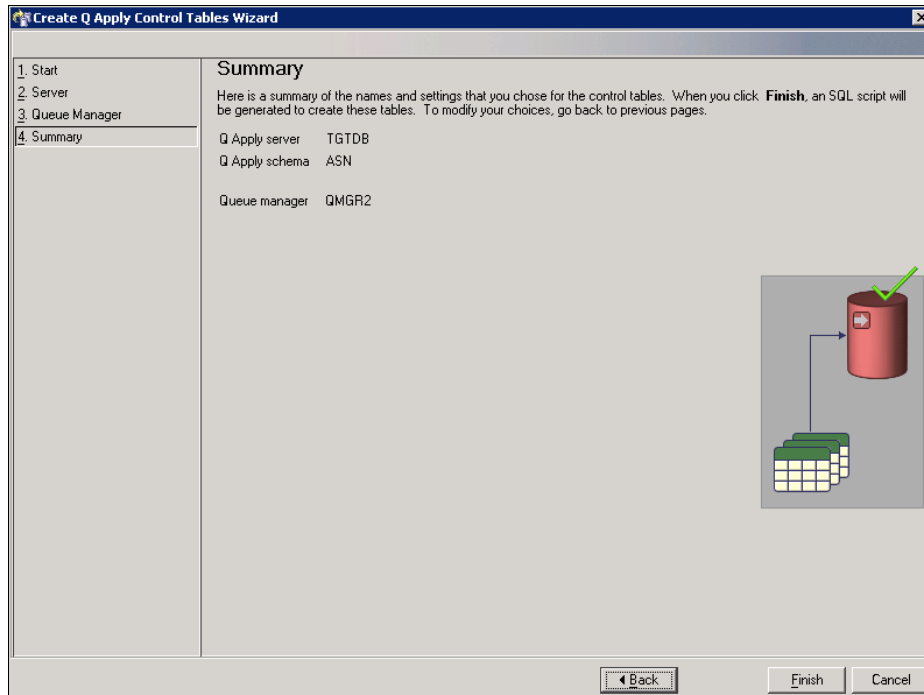 Create Q Apply Control Tables Wizard
1. Start
2. Server
3. Queue Manager
4. Summary
Summary
Here is a summary of the names and settings that you chose for the control tables. When you click Finish, an SQL script will
be generated to create these tables. To modify your choices, go back to previous pages.
Q Apply server TGTDB
Q Apply schema ASN
Queue manager QMGR2
Back
Finish
Cancel